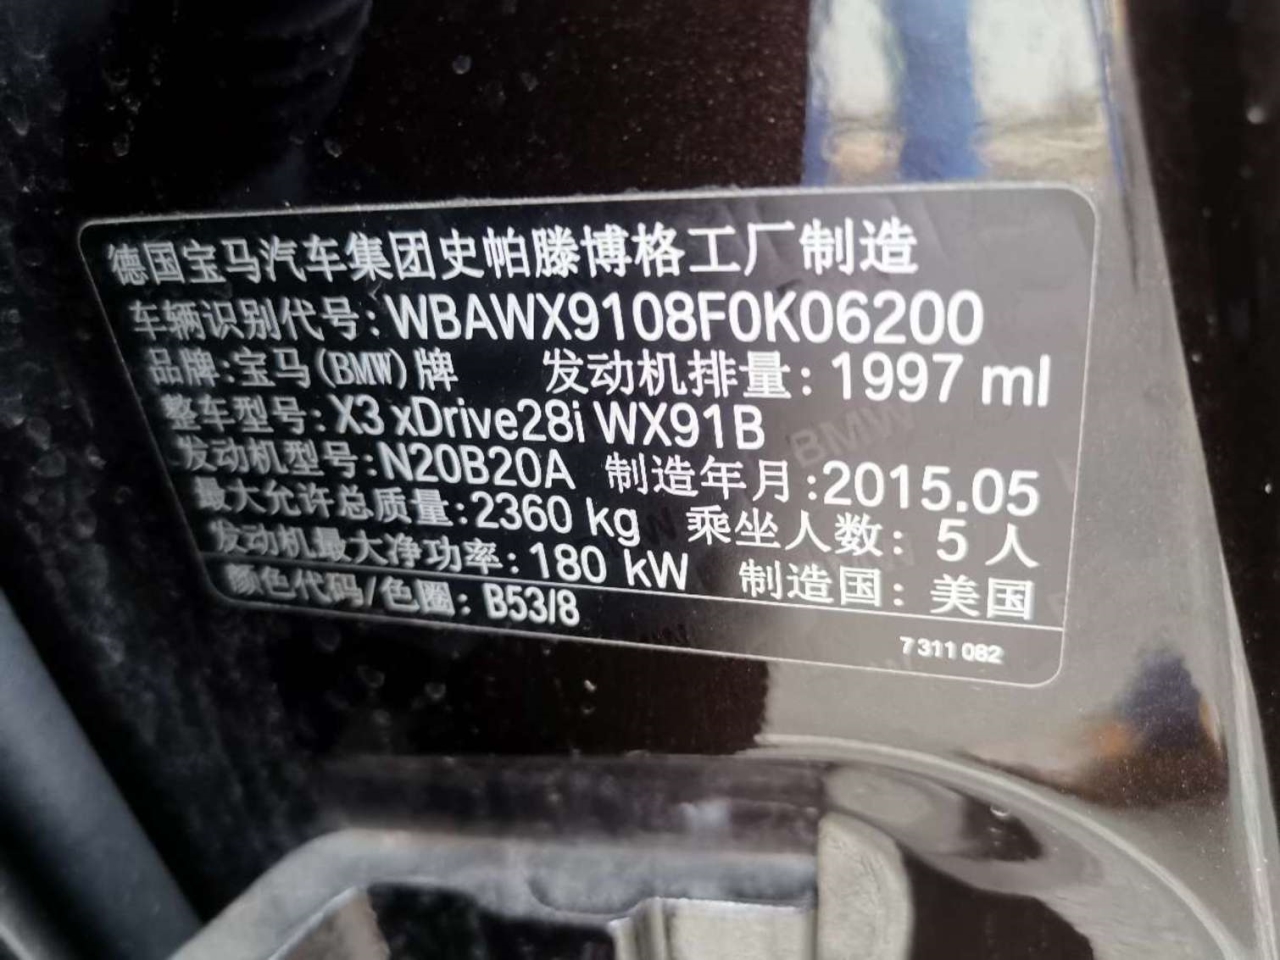 德国宝马汽车集团史帕滕博格工厂制造
车辆识别代号:WBAWX9108F0K06200
品牌:宝马(BMW)牌 发动机排量:1997 ml
整车型号:X3 xDrive28i WX91B
发动机型号:N20B20A 制造年月:2015.05
最大允许总质量:2360 kg 乘坐人数:5 人
发动机最大净功率:180 kW 制造国:美国
颜色代码/色圈:B53/8
7 311 082
BMW